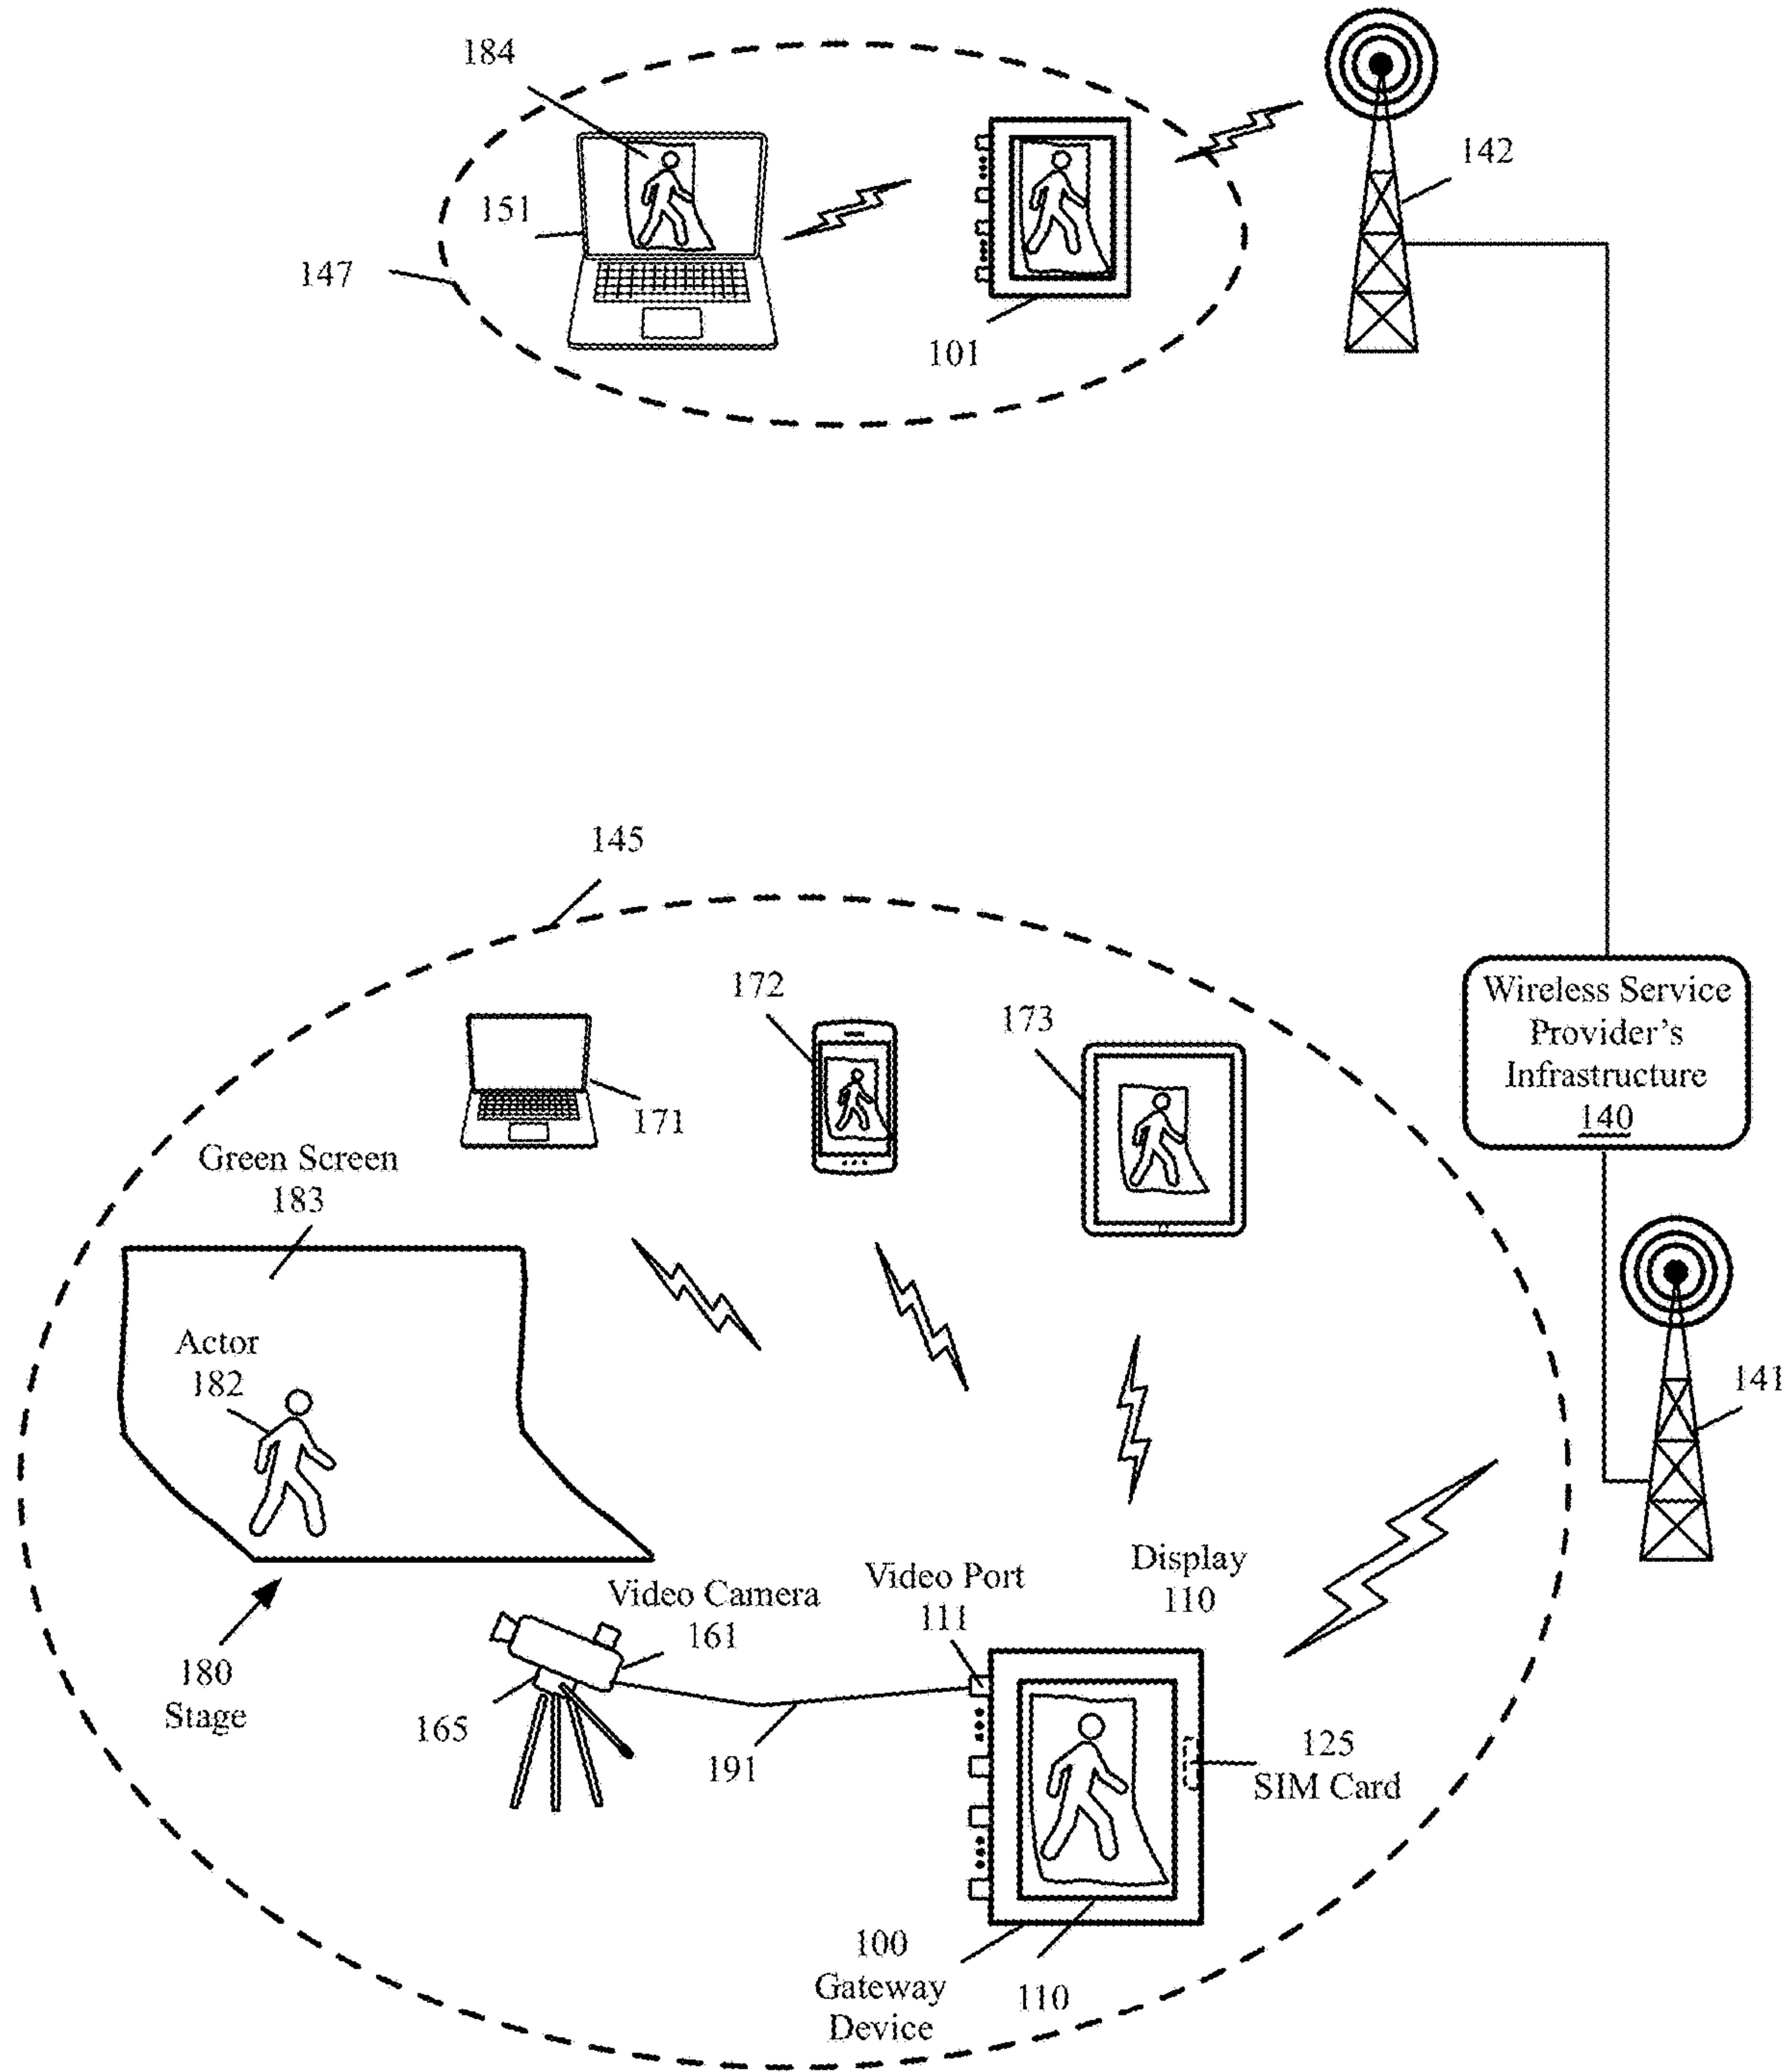 184
142
151
147
101
145
172
173
Wireless Service
Provider's
Infrastructure
140
171
Green Screen
183
Actor
182
141
Display
110
Video Port
111
Video Camera
161
180
Stage
165
191
125
SIM Card
100
Gateway
Device
110